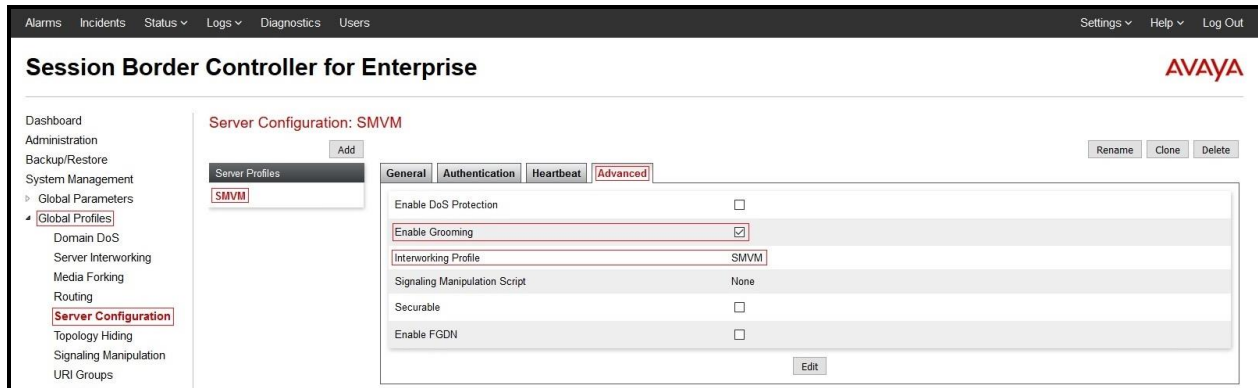 Alarms Incidents Status Logs Diagnostics Users Settings Help Log Out
Session Border Controller for Enterprise
AVAYA
Dashboard
Administration
Backup/Restore
System Management
Global Parameters
Global Profiles
Domain DoS
Server Interworking
Media Forking
Routing
Server Configuration
Topology Hiding
Signaling Manipulation
URI Groups
Server Configuration: SMVM
Add
Rename Clone Delete
Server Profiles
SMVM
General Authentication Heartbeat Advanced
Enable DoS Protection
Enable Grooming
Interworking Profile SMVM
Signaling Manipulation Script None
Securable
Enable FGDN
Edit